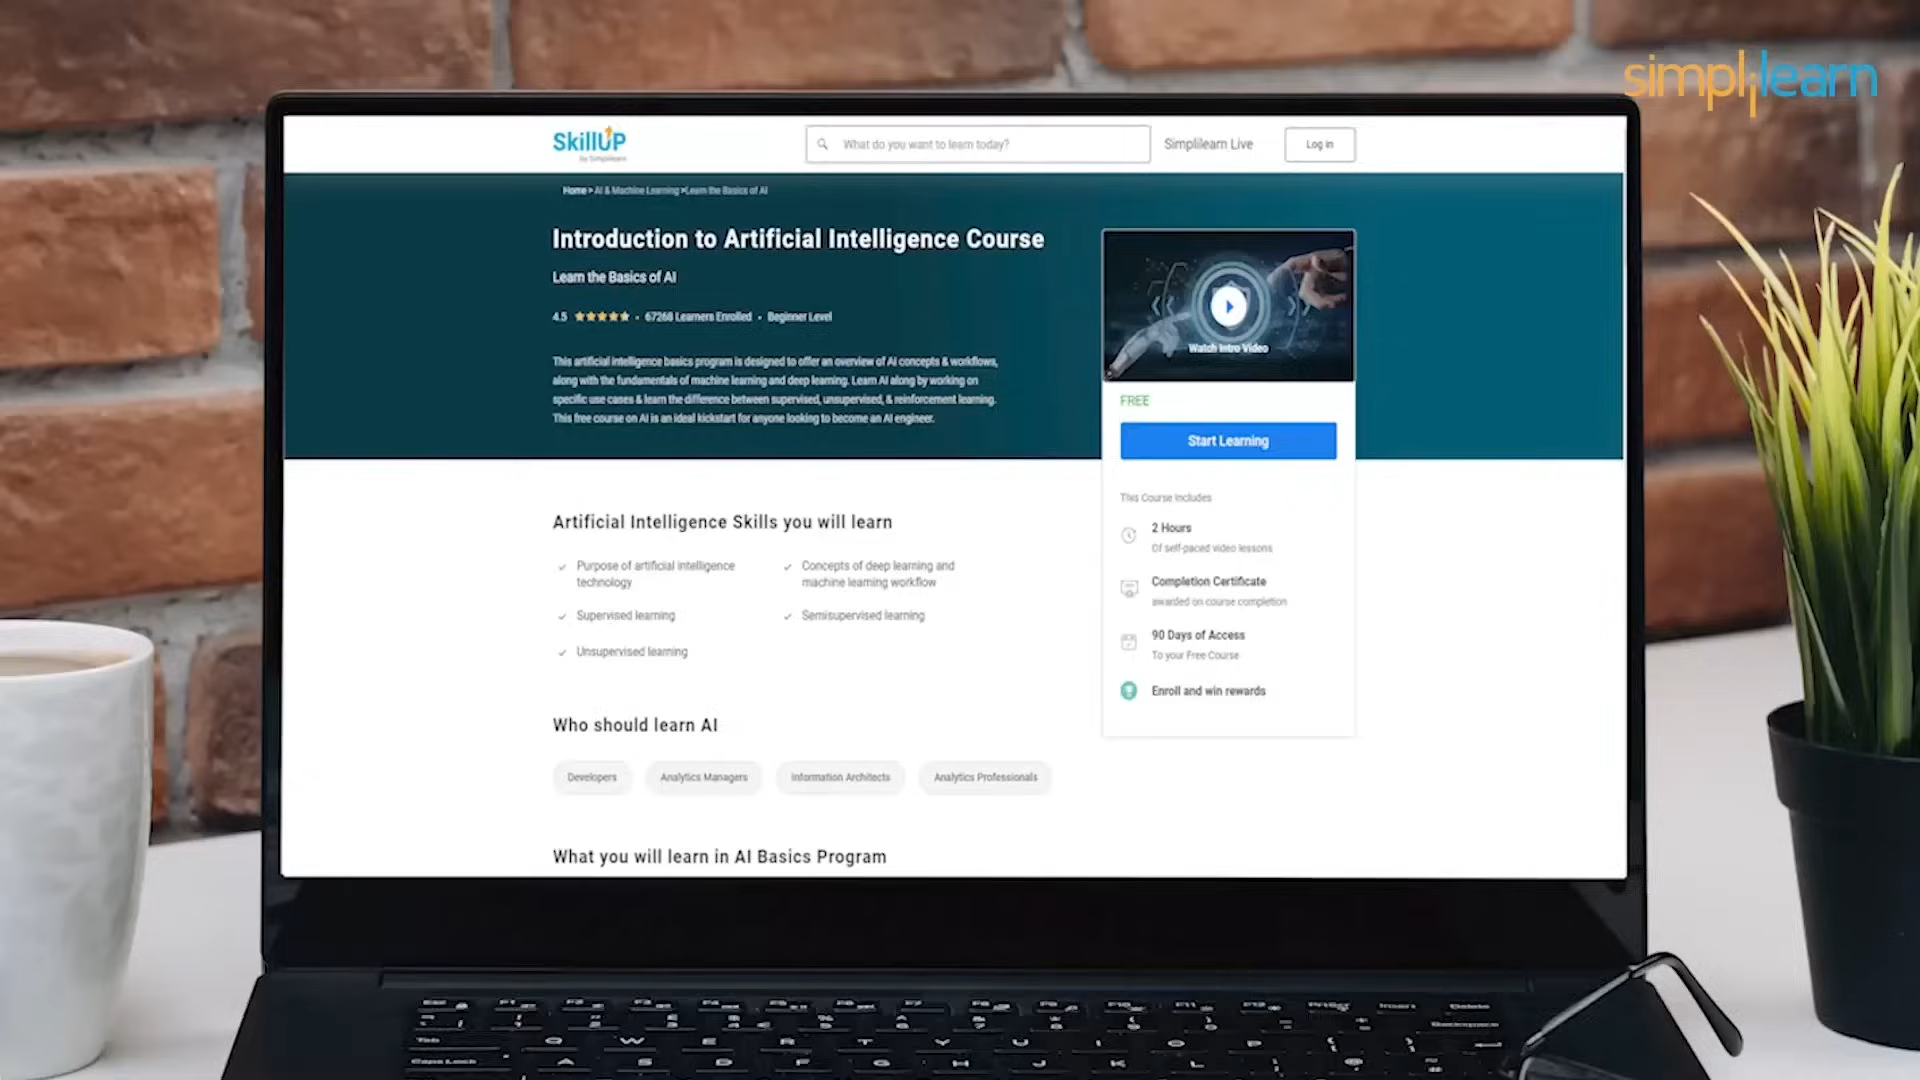 simplilearn
SkillUP
by Simplilearn
What do you want to learn today?
Simplilearn Live
Log in
Home > AI & Machine Learning >Learn the Basics of AI
Introduction to Artificial Intelligence Course
Learn the Basics of AI
4.5
67268 Learners Enrolled
Beginner Level
This artificial intelligence basics program is designed to offer an overview of AI concepts & workflows,
along with the fundamentals of machine learning and deep learning. Learn AI along by working on
specific use cases & learn the difference between supervised, unsupervised, & reinforcement learning.
This free course on AI is an ideal kickstart for anyone looking to become an AI engineer.
Watch Intro Video
FREE
Start Learning
This Course Includes
2 Hours
Of self-paced video lessons
Completion Certificate
awarded on course completion
90 Days of Access
To your Free Course
Enroll and win rewards
Artificial Intelligence Skills you will learn
Purpose of artificial intelligence
technology
Concepts of deep learning and
machine learning workflow
Supervised learning
Semisupervised learning
Unsupervised learning
Who should learn AI
Developers
Analytics Managers
Information Architects
Analytics Professionals
What you will learn in AI Basics Program
Tab Q W E R T Y U I O P
Caps Lock A S D F G H J K L